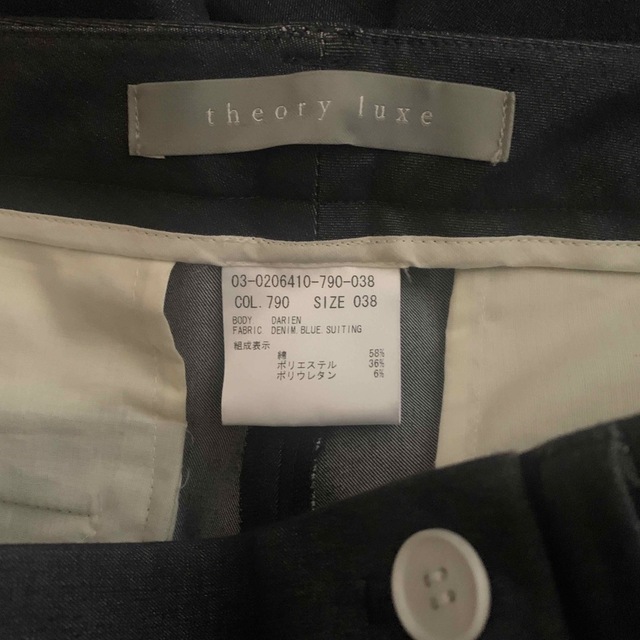 theory luxe
03-0206410-790-038
COL. 790 SIZE 038
BODY DARIEN
FABRIC DENIM.BLUE SUITING
組成表示
綿 58%
ポリエステル 36%
ポリウレタン 6%